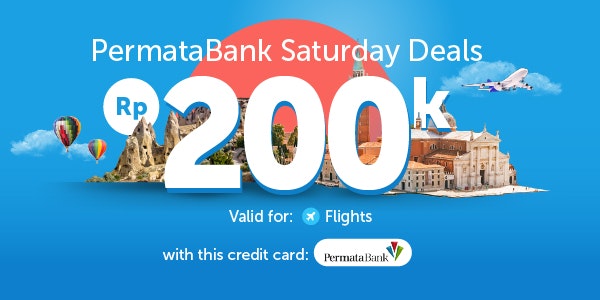 PermataBank Saturday Deals
Rp 200k
Valid for: Flights
with this credit card: PermataBank